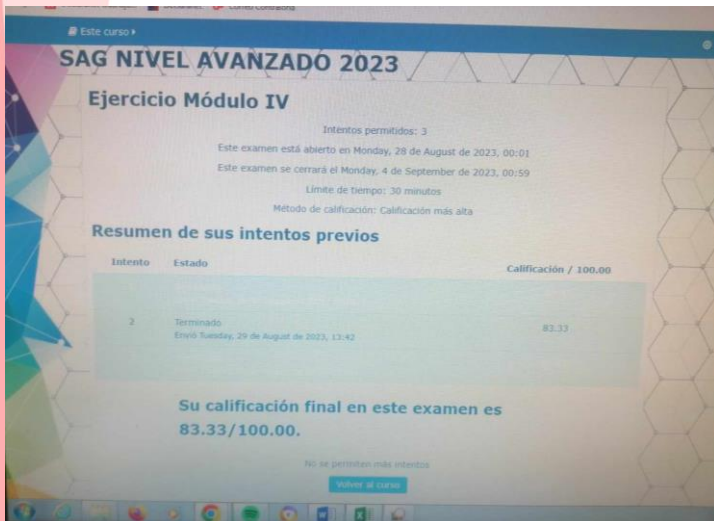 Este curso
SAG NIVEL AVANZADO 2023
Ejercicio Módulo IV
Intentos permitidos: 3
Este examen está abierto en Monday, 28 de August de 2023, 00:01
Este examen se cerrará el Monday, 4 de September de 2023, 00:59
Límite de tiempo: 30 minutos
Método de calificación: Calificación más alta
Resumen de sus intentos previos
Intento Estado Calificación / 100.00
2 Terminado 83.33
Envió Tuesday, 29 de August de 2023, 13:42
Su calificación final en este examen es
83.33/100.00.
No se permiten más intentos
Volver al curso